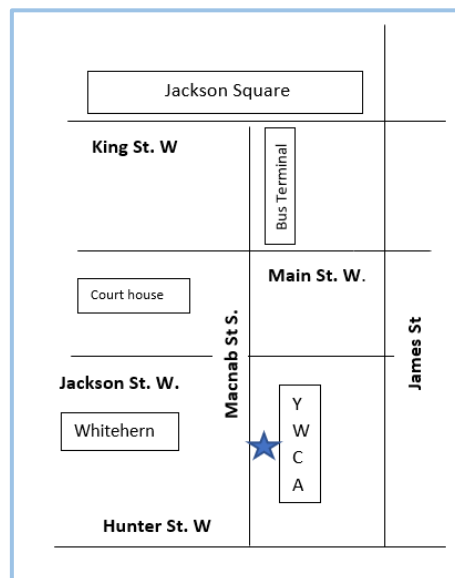 Jackson Square
King St. W
Bus Terminal
Main St. W.
Court house
Macnab St S.
James St
Jackson St. W.
Whitehern
Y
W
C
A
Hunter St. W